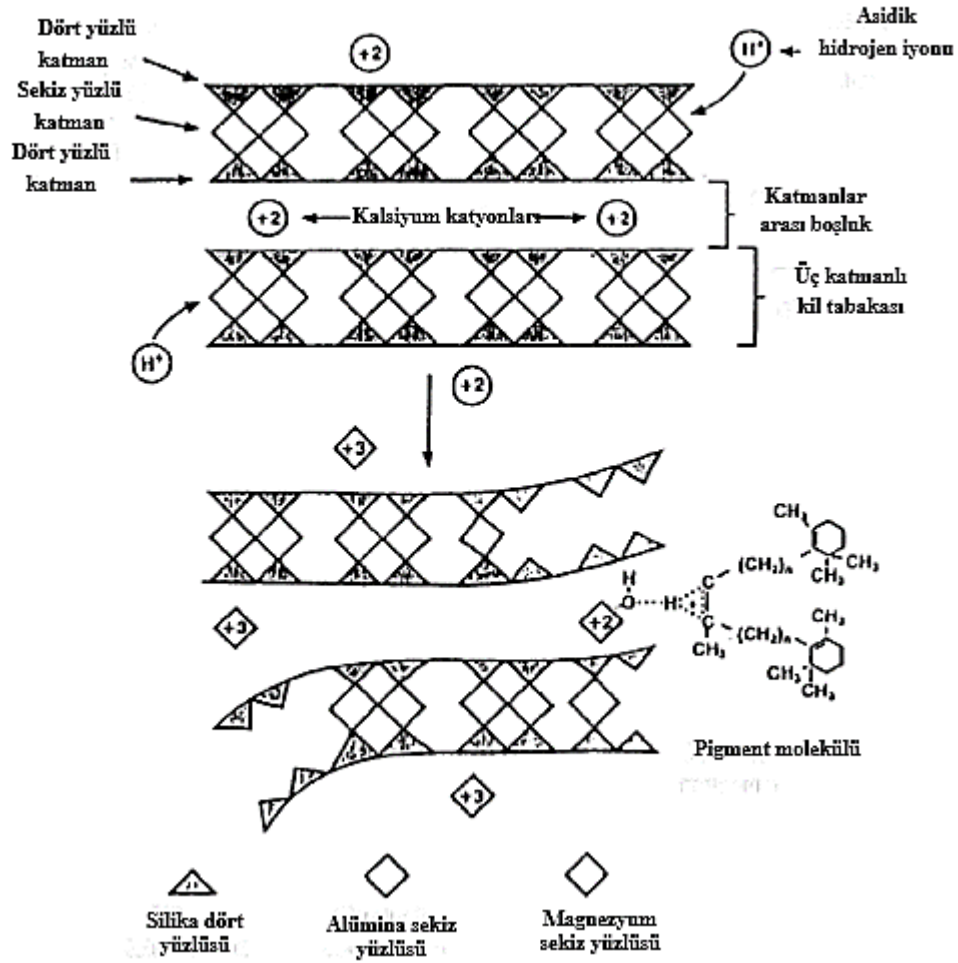 Dört yüzlü
katman
Sekiz yüzlü
katman
Dört yüzlü
katman
+2
H+
Asidik
hidrojen iyonu
+2
Kalsiyum katyonları
+2
Katmanlar
arası boşluk
Üç katmanlı
kil tabakası
H+
+2
+3
+3
+2
H
O
H
C
C
CH3
(CH2)n
CH3
CH3
CH3
(CH2)n
CH3
CH3
CH3
Pigment molekülü
+3
Silika dört
yüzlüsü
Alümina sekiz
yüzlüsü
Magnezyum
sekiz yüzlüsü